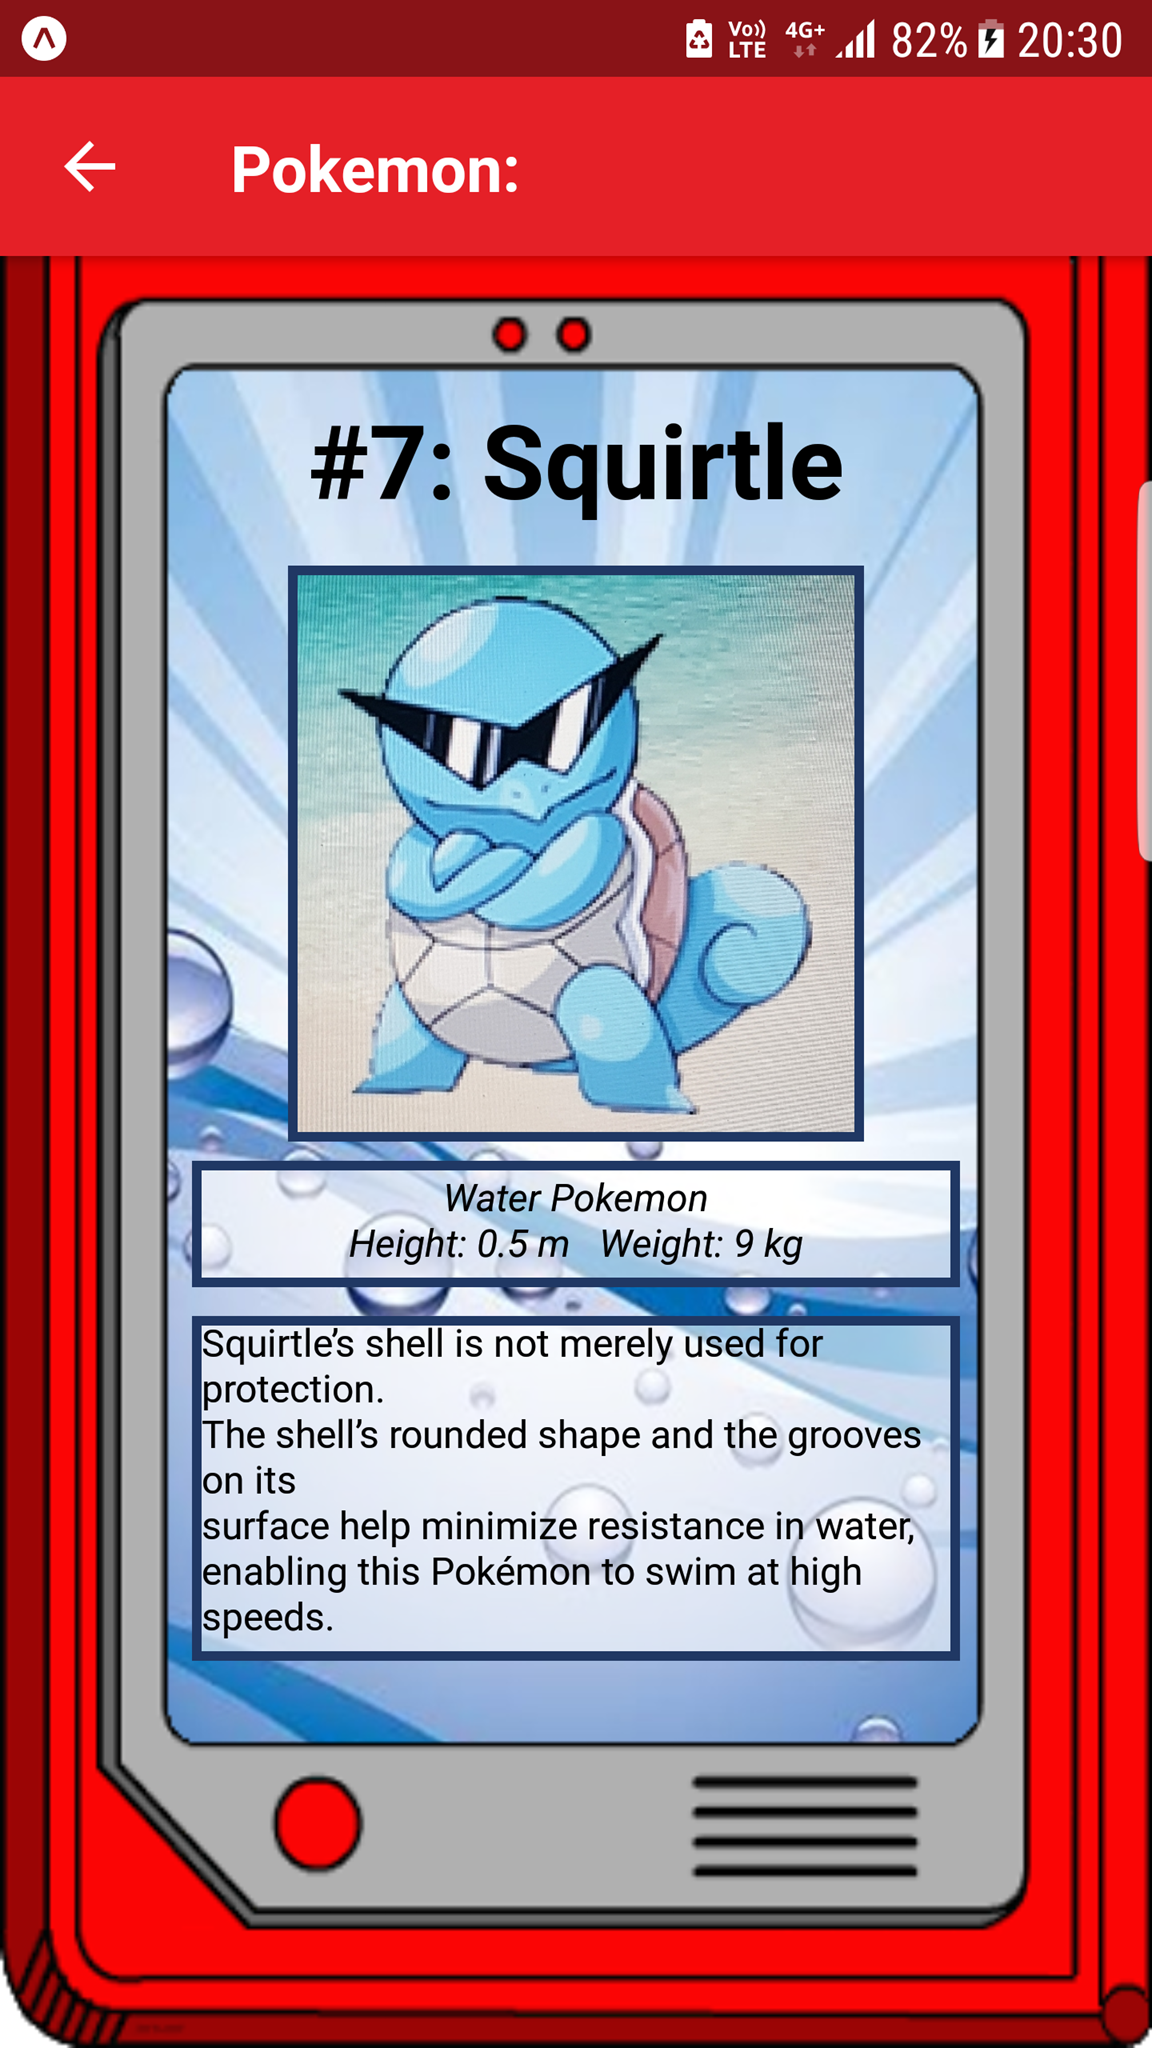 Vo)) LTE 4G+ 82% 20:30
Pokemon:
#7: Squirtle
Water Pokemon
Height: 0.5 m Weight: 9 kg
Squirtle’s shell is not merely used for
protection.
The shell’s rounded shape and the grooves
on its
surface help minimize resistance in water,
enabling this Pokémon to swim at high
speeds.